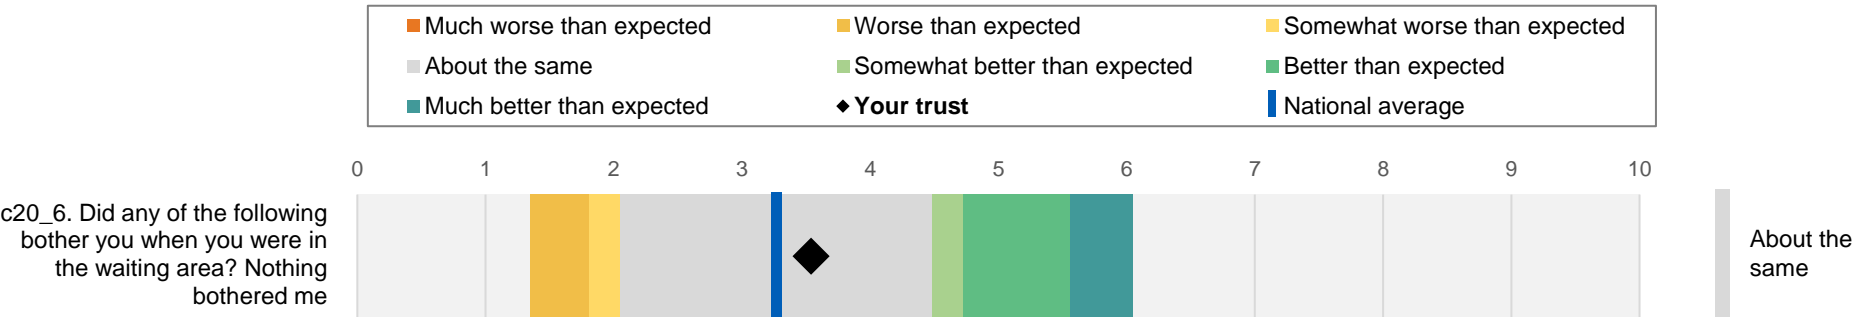 Much worse than expected
Worse than expected
Somewhat worse than expected
About the same
Somewhat better than expected
Better than expected
Much better than expected
Your trust
National average
0 1 2 3 4 5 6 7 8 9 10
c20_6. Did any of the following
bother you when you were in
the waiting area? Nothing
bothered me
About the
same